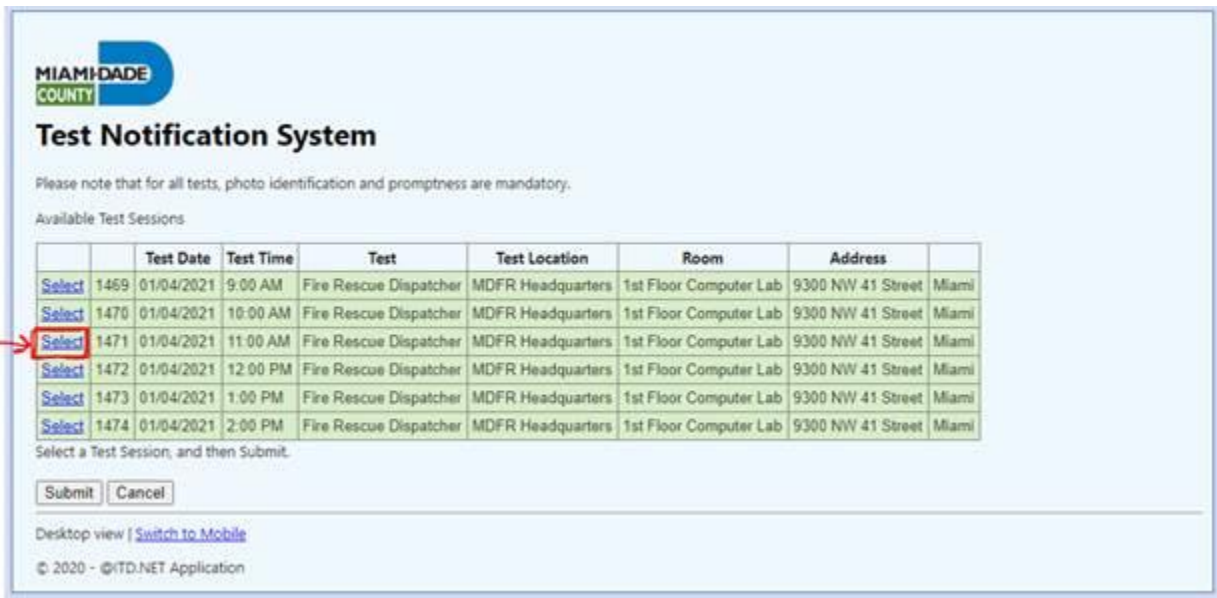 MIAMI-DADE
COUNTY
Test Notification System
Please note that for all tests, photo identification and promptness are mandatory.
Available Test Sessions
Test Date Test Time Test Test Location Room Address
Select 1469 01/04/2021 9:00 AM Fire Rescue Dispatcher MDFR Headquarters 1st Floor Computer Lab 9300 NW 41 Street Miami
Select 1470 01/04/2021 10:00 AM Fire Rescue Dispatcher MDFR Headquarters 1st Floor Computer Lab 9300 NW 41 Street Miami
Select 1471 01/04/2021 11:00 AM Fire Rescue Dispatcher MDFR Headquarters 1st Floor Computer Lab 9300 NW 41 Street Miami
Select 1472 01/04/2021 12:00 PM Fire Rescue Dispatcher MDFR Headquarters 1st Floor Computer Lab 9300 NW 41 Street Miami
Select 1473 01/04/2021 1:00 PM Fire Rescue Dispatcher MDFR Headquarters 1st Floor Computer Lab 9300 NW 41 Street Miami
Select 1474 01/04/2021 2:00 PM Fire Rescue Dispatcher MDFR Headquarters 1st Floor Computer Lab 9300 NW 41 Street Miami
Select a Test Session, and then Submit.
Submit Cancel
Desktop view | Switch to Mobile
© 2020 - @ITD.NET Application